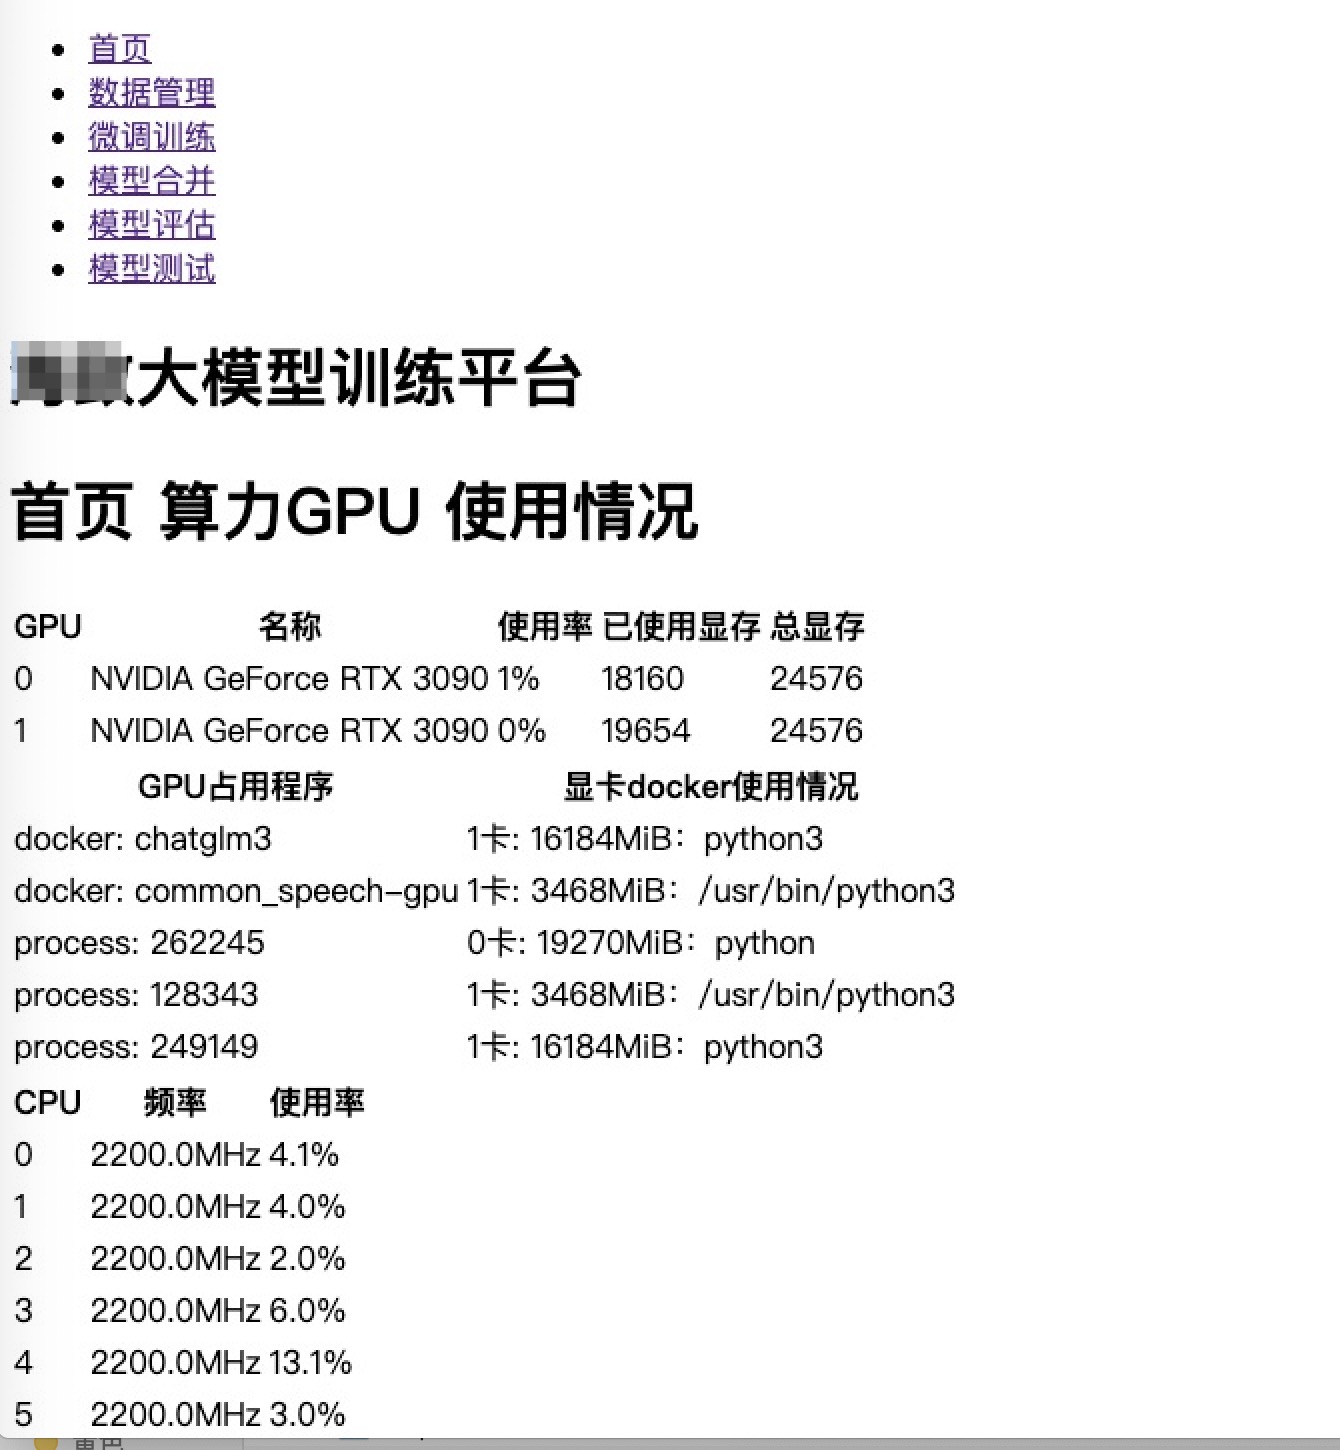 首页
数据管理
微调训练
模型合并
模型评估
模型测试
大模型训练平台
首页 算力GPU 使用情况
GPU 名称 使用率 已使用显存 总显存
0 NVIDIA GeForce RTX 3090 1% 18160 24576
1 NVIDIA GeForce RTX 3090 0% 19654 24576
GPU占用程序 显卡docker使用情况
docker: chatglm3 1卡: 16184MiB：python3
docker: common_speech-gpu 1卡: 3468MiB：/usr/bin/python3
process: 262245 0卡: 19270MiB：python
process: 128343 1卡: 3468MiB：/usr/bin/python3
process: 249149 1卡: 16184MiB：python3
CPU 频率 使用率
0 2200.0MHz 4.1%
1 2200.0MHz 4.0%
2 2200.0MHz 2.0%
3 2200.0MHz 6.0%
4 2200.0MHz 13.1%
5 2200.0MHz 3.0%